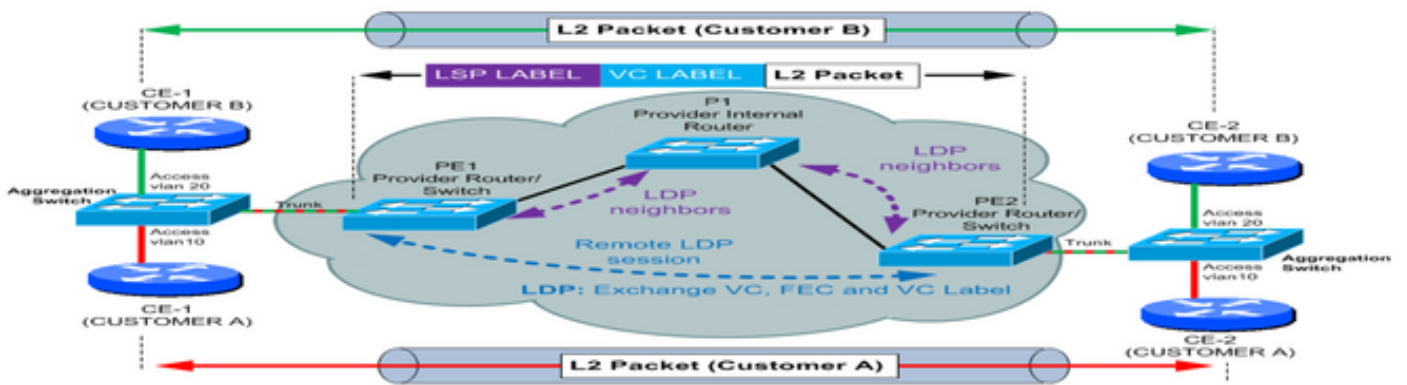 L2 Packet (Customer B)
LSP LABEL VC LABEL L2 Packet
CE-1
(CUSTOMER B)
P1
Provider Internal
Router
CE-2
(CUSTOMER B)
PE1
Provider Router/
Switch
LDP
neighbors
LDP
neighbors
PE2
Provider Router/
Switch
Aggregation
Switch
Access
vlan 20
Trunk
Access
vlan10
Remote LDP
session
LDP: Exchange VC, FEC and VC Label
Trunk
Access
vlan 20
Access
vlan10
Aggregation
Switch
CE-1
(CUSTOMER A)
CE-2
(CUSTOMER A)
L2 Packet (Customer A)